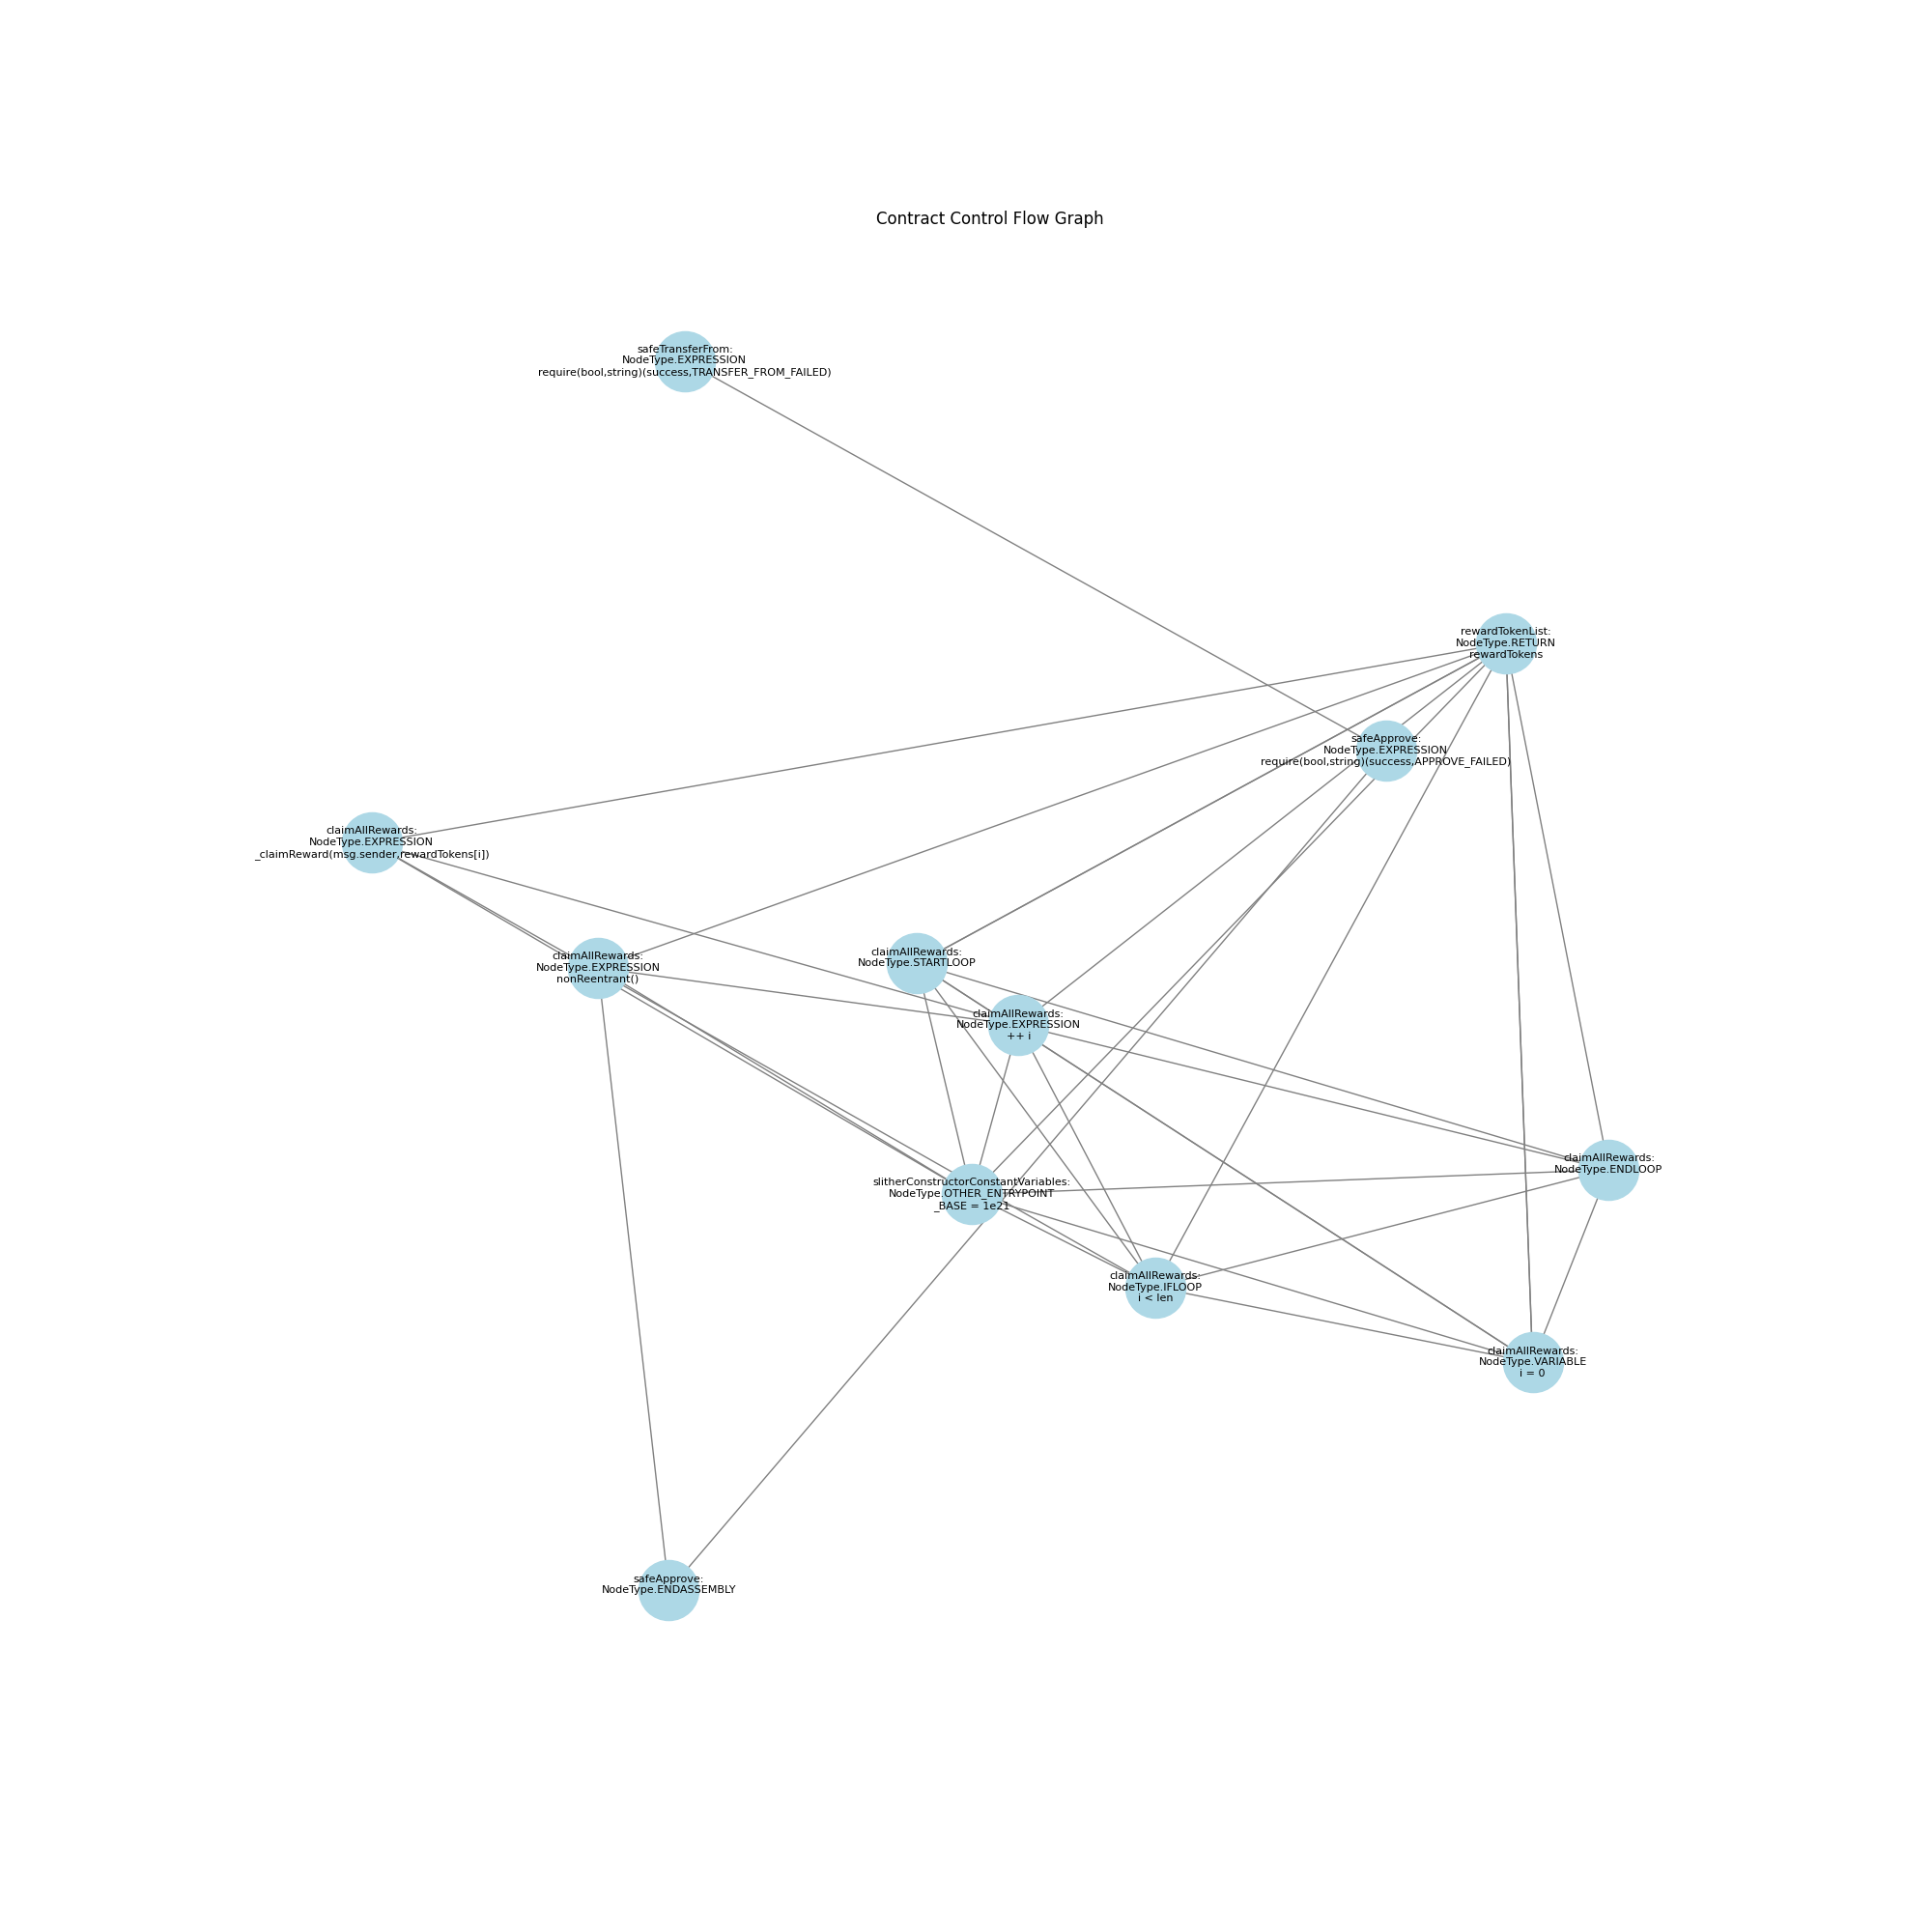 Contract Control Flow Graph
safeTransferFrom:
NodeType.EXPRESSION
require(bool,string)(success,TRANSFER_FROM_FAILED)
rewardTokenList:
NodeType.RETURN
rewardTokens
safeApprove:
NodeType.EXPRESSION
require(bool,string)(success,APPROVE_FAILED)
claimAllRewards:
NodeType.EXPRESSION
_claimReward(msg.sender,rewardTokens[i])
claimAllRewards:
NodeType.EXPRESSION
nonReentrant()
claimAllRewards:
NodeType.STARTLOOP
claimAllRewards:
NodeType.EXPRESSION
++ i
claimAllRewards:
NodeType.ENDLOOP
slitherConstructorConstantVariables:
NodeType.OTHER_ENTRYPOINT
_BASE = 1e21
claimAllRewards:
NodeType.IFLOOP
i < len
claimAllRewards:
NodeType.VARIABLE
i = 0
safeApprove:
NodeType.ENDASSEMBLY